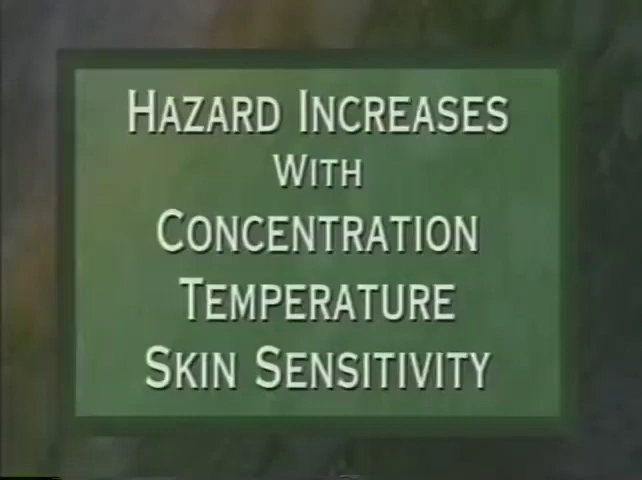 HAZARD INCREASES
WITH
CONCENTRATION
TEMPERATURE
SKIN SENSITIVITY